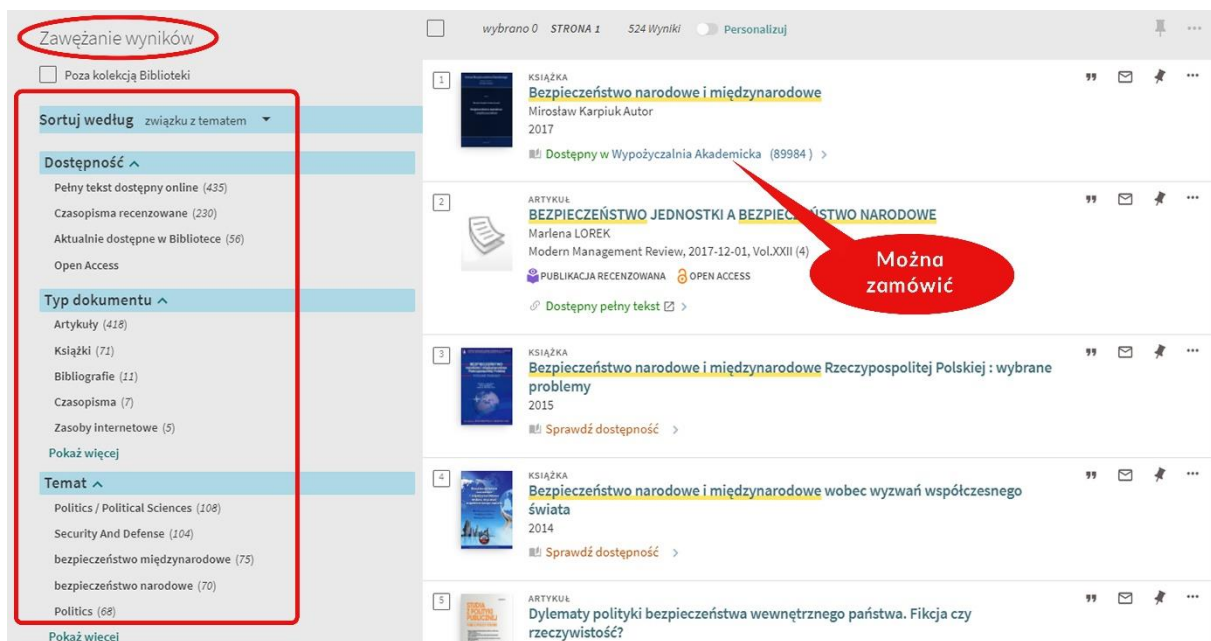 Zawężanie wyników
Poza kolekcją Biblioteki
Sortuj według związku z tematem
Dostępność
Pełny tekst dostępny online (435)
Czasopisma recenzowane (230)
Aktualnie dostępne w Bibliotece (56)
Open Access
Typ dokumentu
Artykuły (418)
Książki (71)
Bibliografie (11)
Czasopisma (7)
Zasoby internetowe (5)
Pokaż więcej
Temat
Politics / Political Sciences (108)
Security And Defense (104)
bezpieczeństwo międzynarodowe (75)
bezpieczeństwo narodowe (70)
Politics (68)
Pokaż więcej
wybrano 0 STRONA 1 524 Wyniki Personalizuj
1
KSIĄŻKA
Bezpieczeństwo narodowe i międzynarodowe
Mirosław Karpiuk Autor
2017
Dostępny w Wypożyczalnia Akademicka (89984 )
2
ARTYKUŁ
BEZPIECZEŃSTWO JEDNOSTKI A BEZPIECZEŃSTWO NARODOWE
Marlena LOREK
Modern Management Review, 2017-12-01, Vol.XXII (4)
PUBLIKACJA RECENZOWANA OPEN ACCESS
Dostępny pełny tekst
Można
zamówić
3
KSIĄŻKA
Bezpieczeństwo narodowe i międzynarodowe Rzeczypospolitej Polskiej : wybrane
problemy
2015
Sprawdź dostępność
4
KSIĄŻKA
Bezpieczeństwo narodowe i międzynarodowe wobec wyzwań współczesnego
świata
2014
Sprawdź dostępność
5
ARTYKUŁ
Dylematy polityki bezpieczeństwa wewnętrznego państwa. Fikcja czy
rzeczywistość?